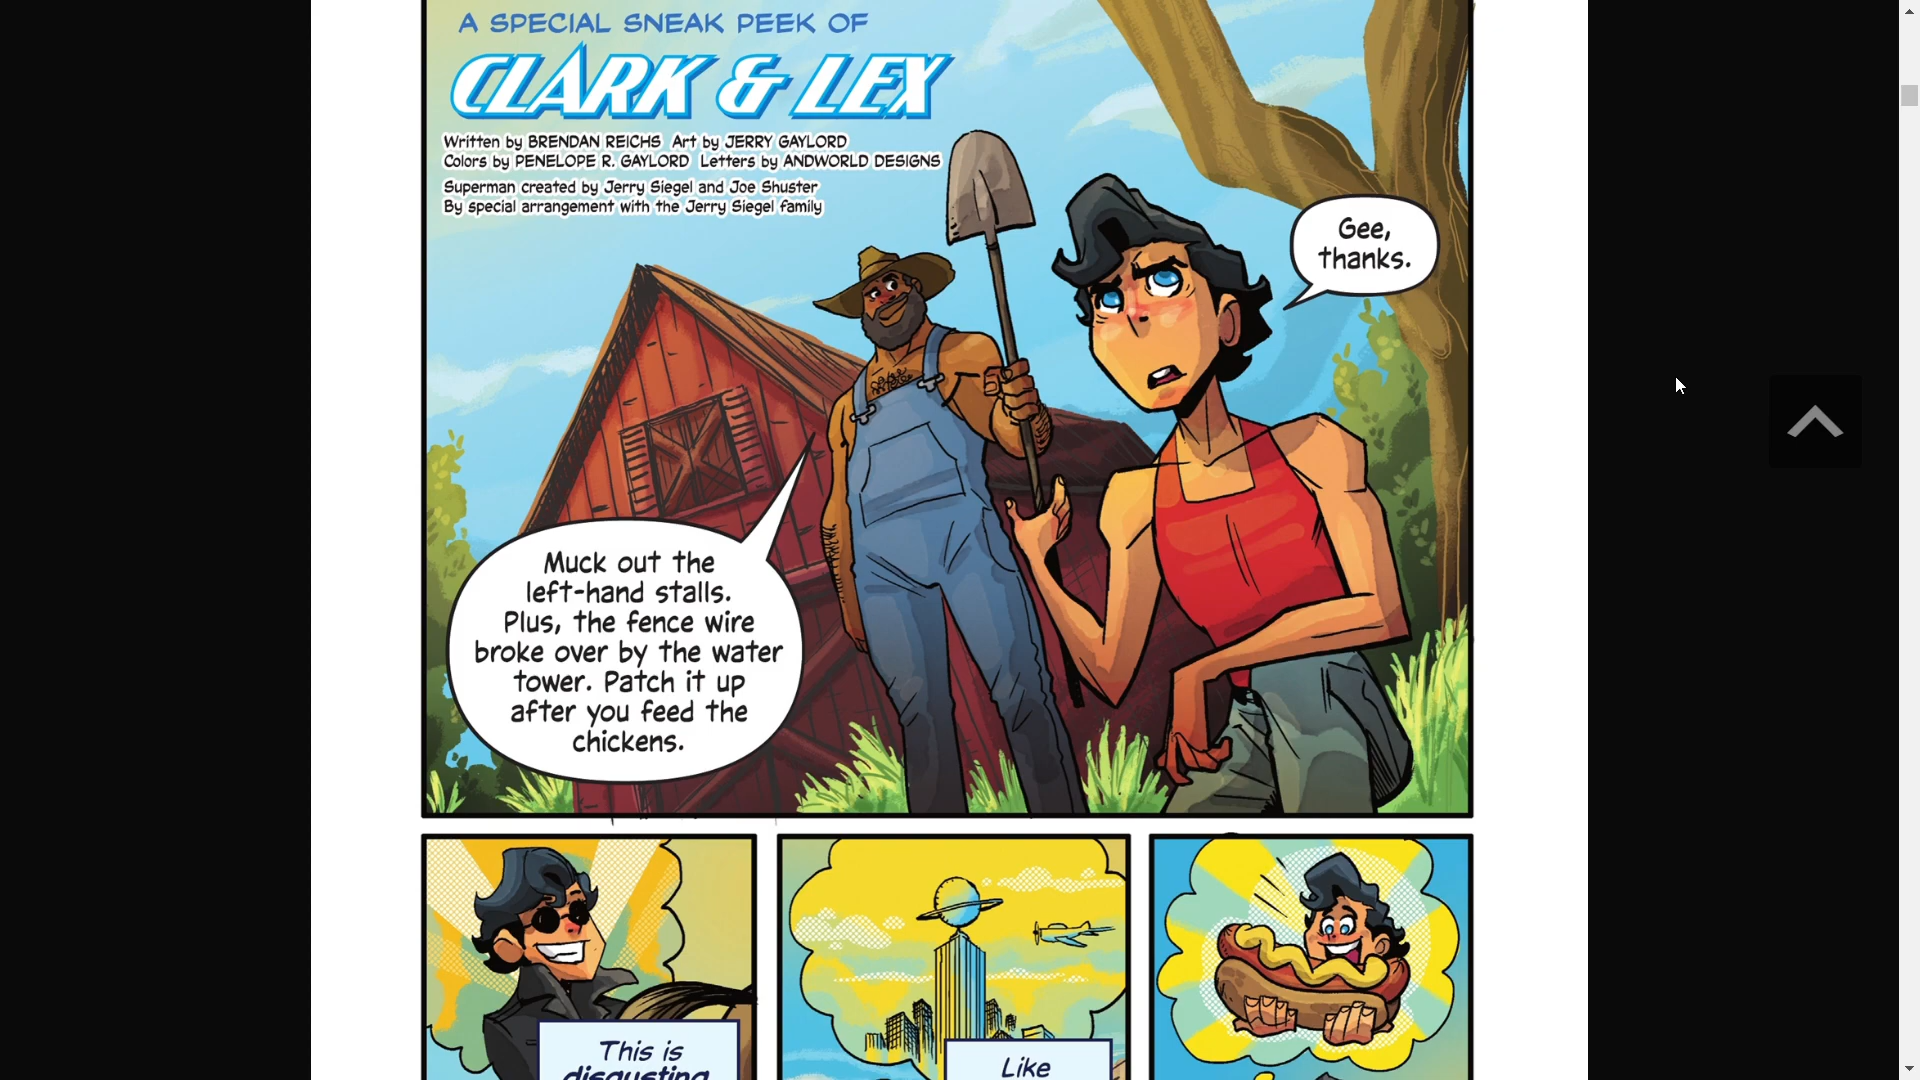 A SPECIAL SNEAK PEEK OF
CLARK & LEX
Written by BRENDAN REICHS Art by JERRY GAYLORD
Colors by PENELOPE R. GAYLORD Letters by ANDWORLD DESIGNS
Superman created by Jerry Siegel and Joe Shuster
By special arrangement with the Jerry Siegel family
Gee,
thanks.
Muck out the
left-hand stalls.
Plus, the fence wire
broke over by the water
tower. Patch it up
after you feed the
chickens.
This is
disgusting
Like